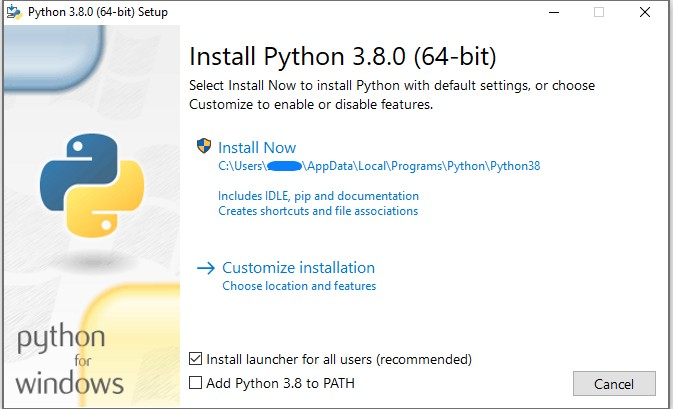 Python 3.8.0 (64-bit) Setup
Install Python 3.8.0 (64-bit)
Select Install Now to install Python with default settings, or choose
Customize to enable or disable features.
Install Now
C:\Users\ \AppData\Local\Programs\Python\Python38
Includes IDLE, pip and documentation
Creates shortcuts and file associations
Customize installation
Choose location and features
python
for
windows
Install launcher for all users (recommended)
Add Python 3.8 to PATH
Cancel